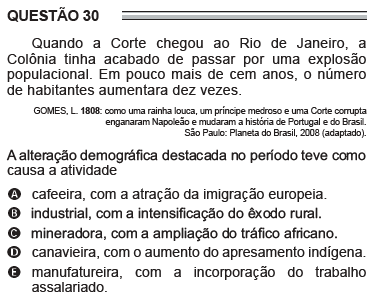 QUESTÃO 30
Quando a Corte chegou ao Rio de Janeiro, a
Colônia tinha acabado de passar por uma explosão
populacional. Em pouco mais de cem anos, o número
de habitantes aumentara dez vezes.
GOMES, L. 1808: como uma rainha louca, um príncipe medroso e uma Corte corrupta
enganaram Napoleão e mudaram a história de Portugal e do Brasil.
São Paulo: Planeta do Brasil, 2008 (adaptado).
A alteração demográfica destacada no período teve como
causa a atividade
A cafeeira, com a atração da imigração europeia.
B industrial, com a intensificação do êxodo rural.
C mineradora, com a ampliação do tráfico africano.
D canavieira, com o aumento do apresamento indígena.
E manufatureira, com a incorporação do trabalho
assalariado.